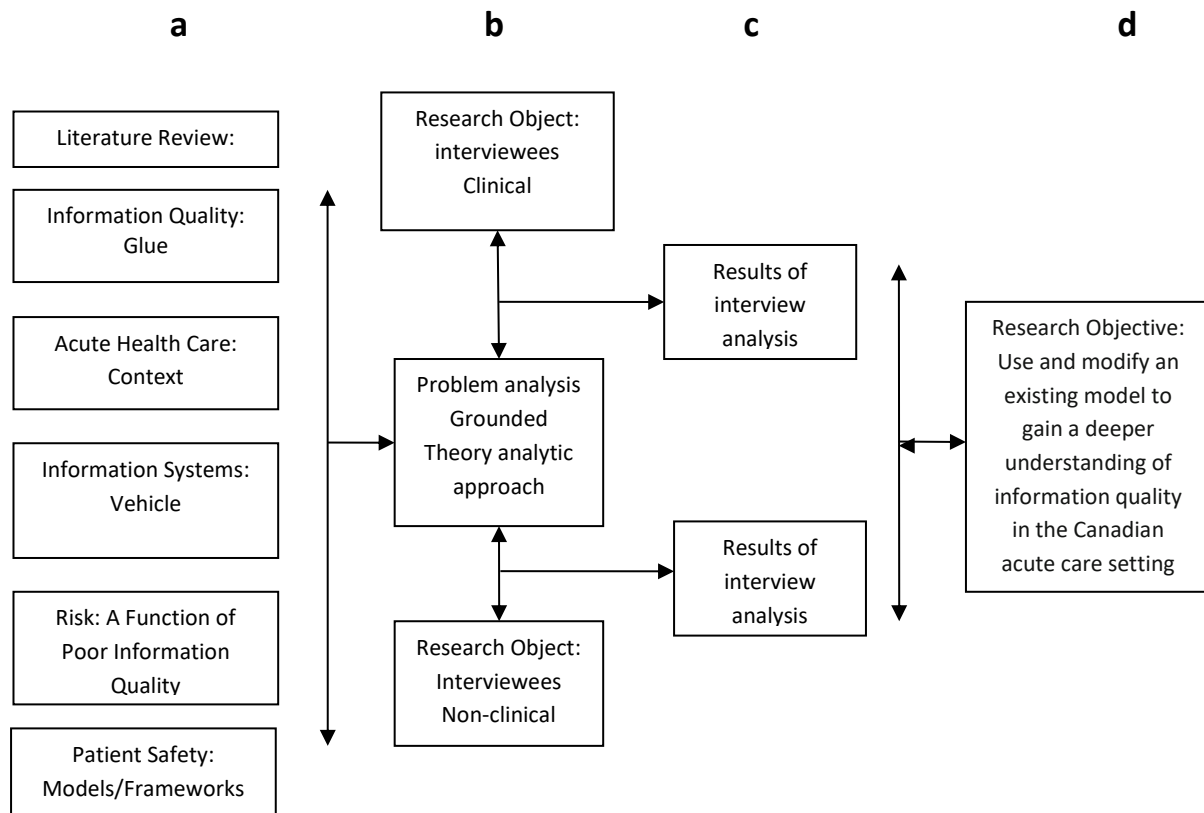 a
b
c
d
Literature Review:
Information Quality:
Glue
Acute Health Care:
Context
Information Systems:
Vehicle
Risk: A Function of
Poor Information
Quality
Patient Safety:
Models/Frameworks
Research Object:
interviewees
Clinical
Problem analysis
Grounded
Theory analytic
approach
Research Object:
Interviewees
Non-clinical
Results of
interview
analysis
Results of
interview
analysis
Research Objective:
Use and modify an
existing model to
gain a deeper
understanding of
information quality
in the Canadian
acute care setting